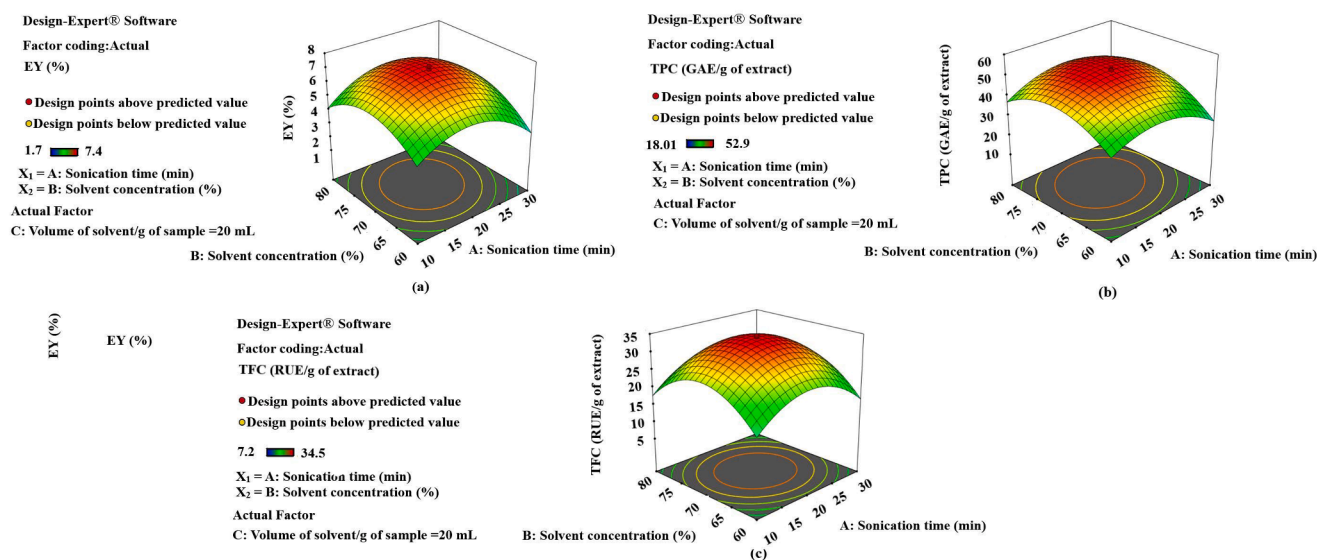 Design-Expert® Software
Factor coding:Actual
EY (%)
Design points above predicted value
Design points below predicted value
1.7 7.4
X₁ = A: Sonication time (min)
X₂ = B: Solvent concentration (%)
Actual Factor
C: Volume of solvent/g of sample =20 mL
EY (%)
8
7
6
5
4
3
2
1
80
75
70
65
60
10
15
20
25
30
B: Solvent concentration (%)
A: Sonication time (min)
(a)
Design-Expert® Software
Factor coding:Actual
TPC (GAE/g of extract)
Design points above predicted value
Design points below predicted value
18.01 52.9
X₁ = A: Sonication time (min)
X₂ = B: Solvent concentration (%)
Actual Factor
C: Volume of solvent/g of sample =20 mL
TPC (GAE/g of extract)
60
50
40
30
20
10
80
75
70
65
60
10
15
20
25
30
B: Solvent concentration (%)
A: Sonication time (min)
(b)
EY (%)
EY (%)
Design-Expert® Software
Factor coding:Actual
TFC (RUE/g of extract)
Design points above predicted value
Design points below predicted value
7.2 34.5
X₁ = A: Sonication time (min)
X₂ = B: Solvent concentration (%)
Actual Factor
C: Volume of solvent/g of sample =20 mL
TFC (RUE/g of extract)
35
30
25
20
15
10
5
80
75
70
65
60
10
15
20
25
30
B: Solvent concentration (%)
A: Sonication time (min)
(c)